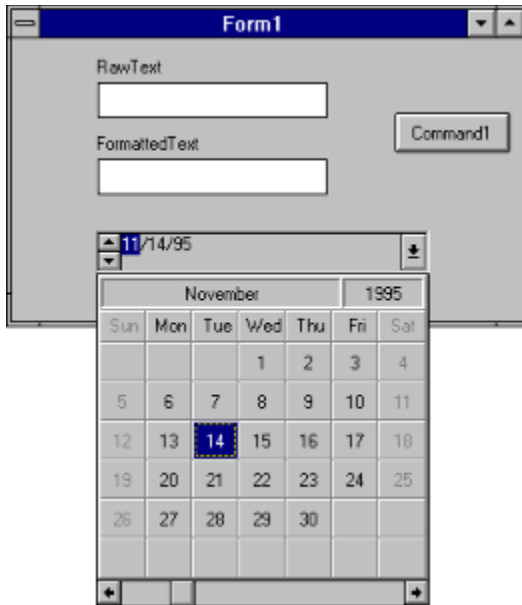 Form1
RawText
Command1
FormattedText
11/14/95
November 1995
Sun Mon Tue Wed Thu Fri Sat
1 2 3 4
5 6 7 8 9 10 11
12 13 14 15 16 17 18
19 20 21 22 23 24 25
26 27 28 29 30